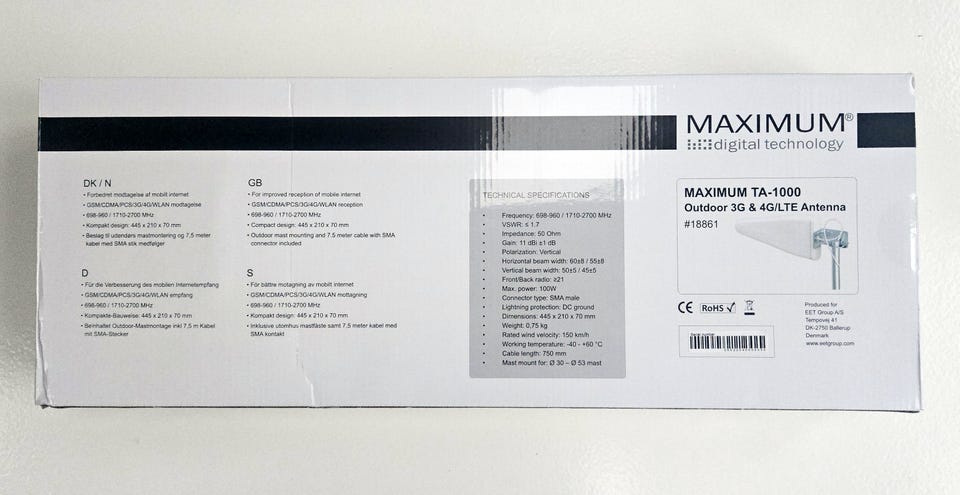 MAXIMUM®
digital technology
DK / N
• Forbedret modtagelse af mobilt internet
• GSM/CDMA/PCS/3G/4G/WLAN modtagelse
• 698-960 / 1710-2700 MHz
• Kompakt design: 445 x 210 x 70 mm
• Beslag til udendørs mastmontering og 7,5 meter
kabel med SMA stik medfølger
GB
• For improved reception of mobile internet
• GSM/CDMA/PCS/3G/4G/WLAN reception
• 698-960 / 1710-2700 MHz
• Compact design: 445 x 210 x 70 mm
• Outdoor mast mounting and 7.5 meter cable with SMA
connector included
D
• Für die Verbesserung des mobilen Internetempfang
• GSM/CDMA/PCS/3G/4G/WLAN empfang
• 698-960 / 1710-2700 MHz
• Kompakte-Bauweise: 445 x 210 x 70 mm
• Beinhaltet Outdoor-Mastmontage inkl 7,5 m Kabel
mit SMA-Stecker
S
• För bättre motagning av mobilt internet
• GSM/CDMA/PCS/3G/4G/WLAN mottagning
• 698-960 / 1710-2700 MHz
• Kompakt design: 445 x 210 x 70 mm
• Inklusive utomhus mastfäste samt 7,5 meter kabel med
SMA kontakt
TECHNICAL SPECIFICATIONS
• Frequency: 698-960 / 1710-2700 MHz
• VSWR: ≤ 1.7
• Impedance: 50 Ohm
• Gain: 11 dBi ±1 dB
• Polarization: Vertical
• Horizontal beam width: 60±8 / 55±8
• Vertical beam width: 50±5 / 45±5
• Front/Back radio: ≥21
• Max. power: 100W
• Connector type: SMA male
• Lightning protection: DC ground
• Dimensions: 445 x 210 x 70 mm
• Weight: 0,75 kg
• Rated wind velocity: 150 km/h
• Working temperature: -40 - +60 °C
• Cable length: 750 mm
• Mast mount for: Ø 30 – Ø 53 mast
MAXIMUM TA-1000
Outdoor 3G & 4G/LTE Antenna
#18861
CE RoHS
Serial number
Produced for
EET Group A/S
Tempovej 41
DK-2750 Ballerup
Denmark
www.eetgroup.com